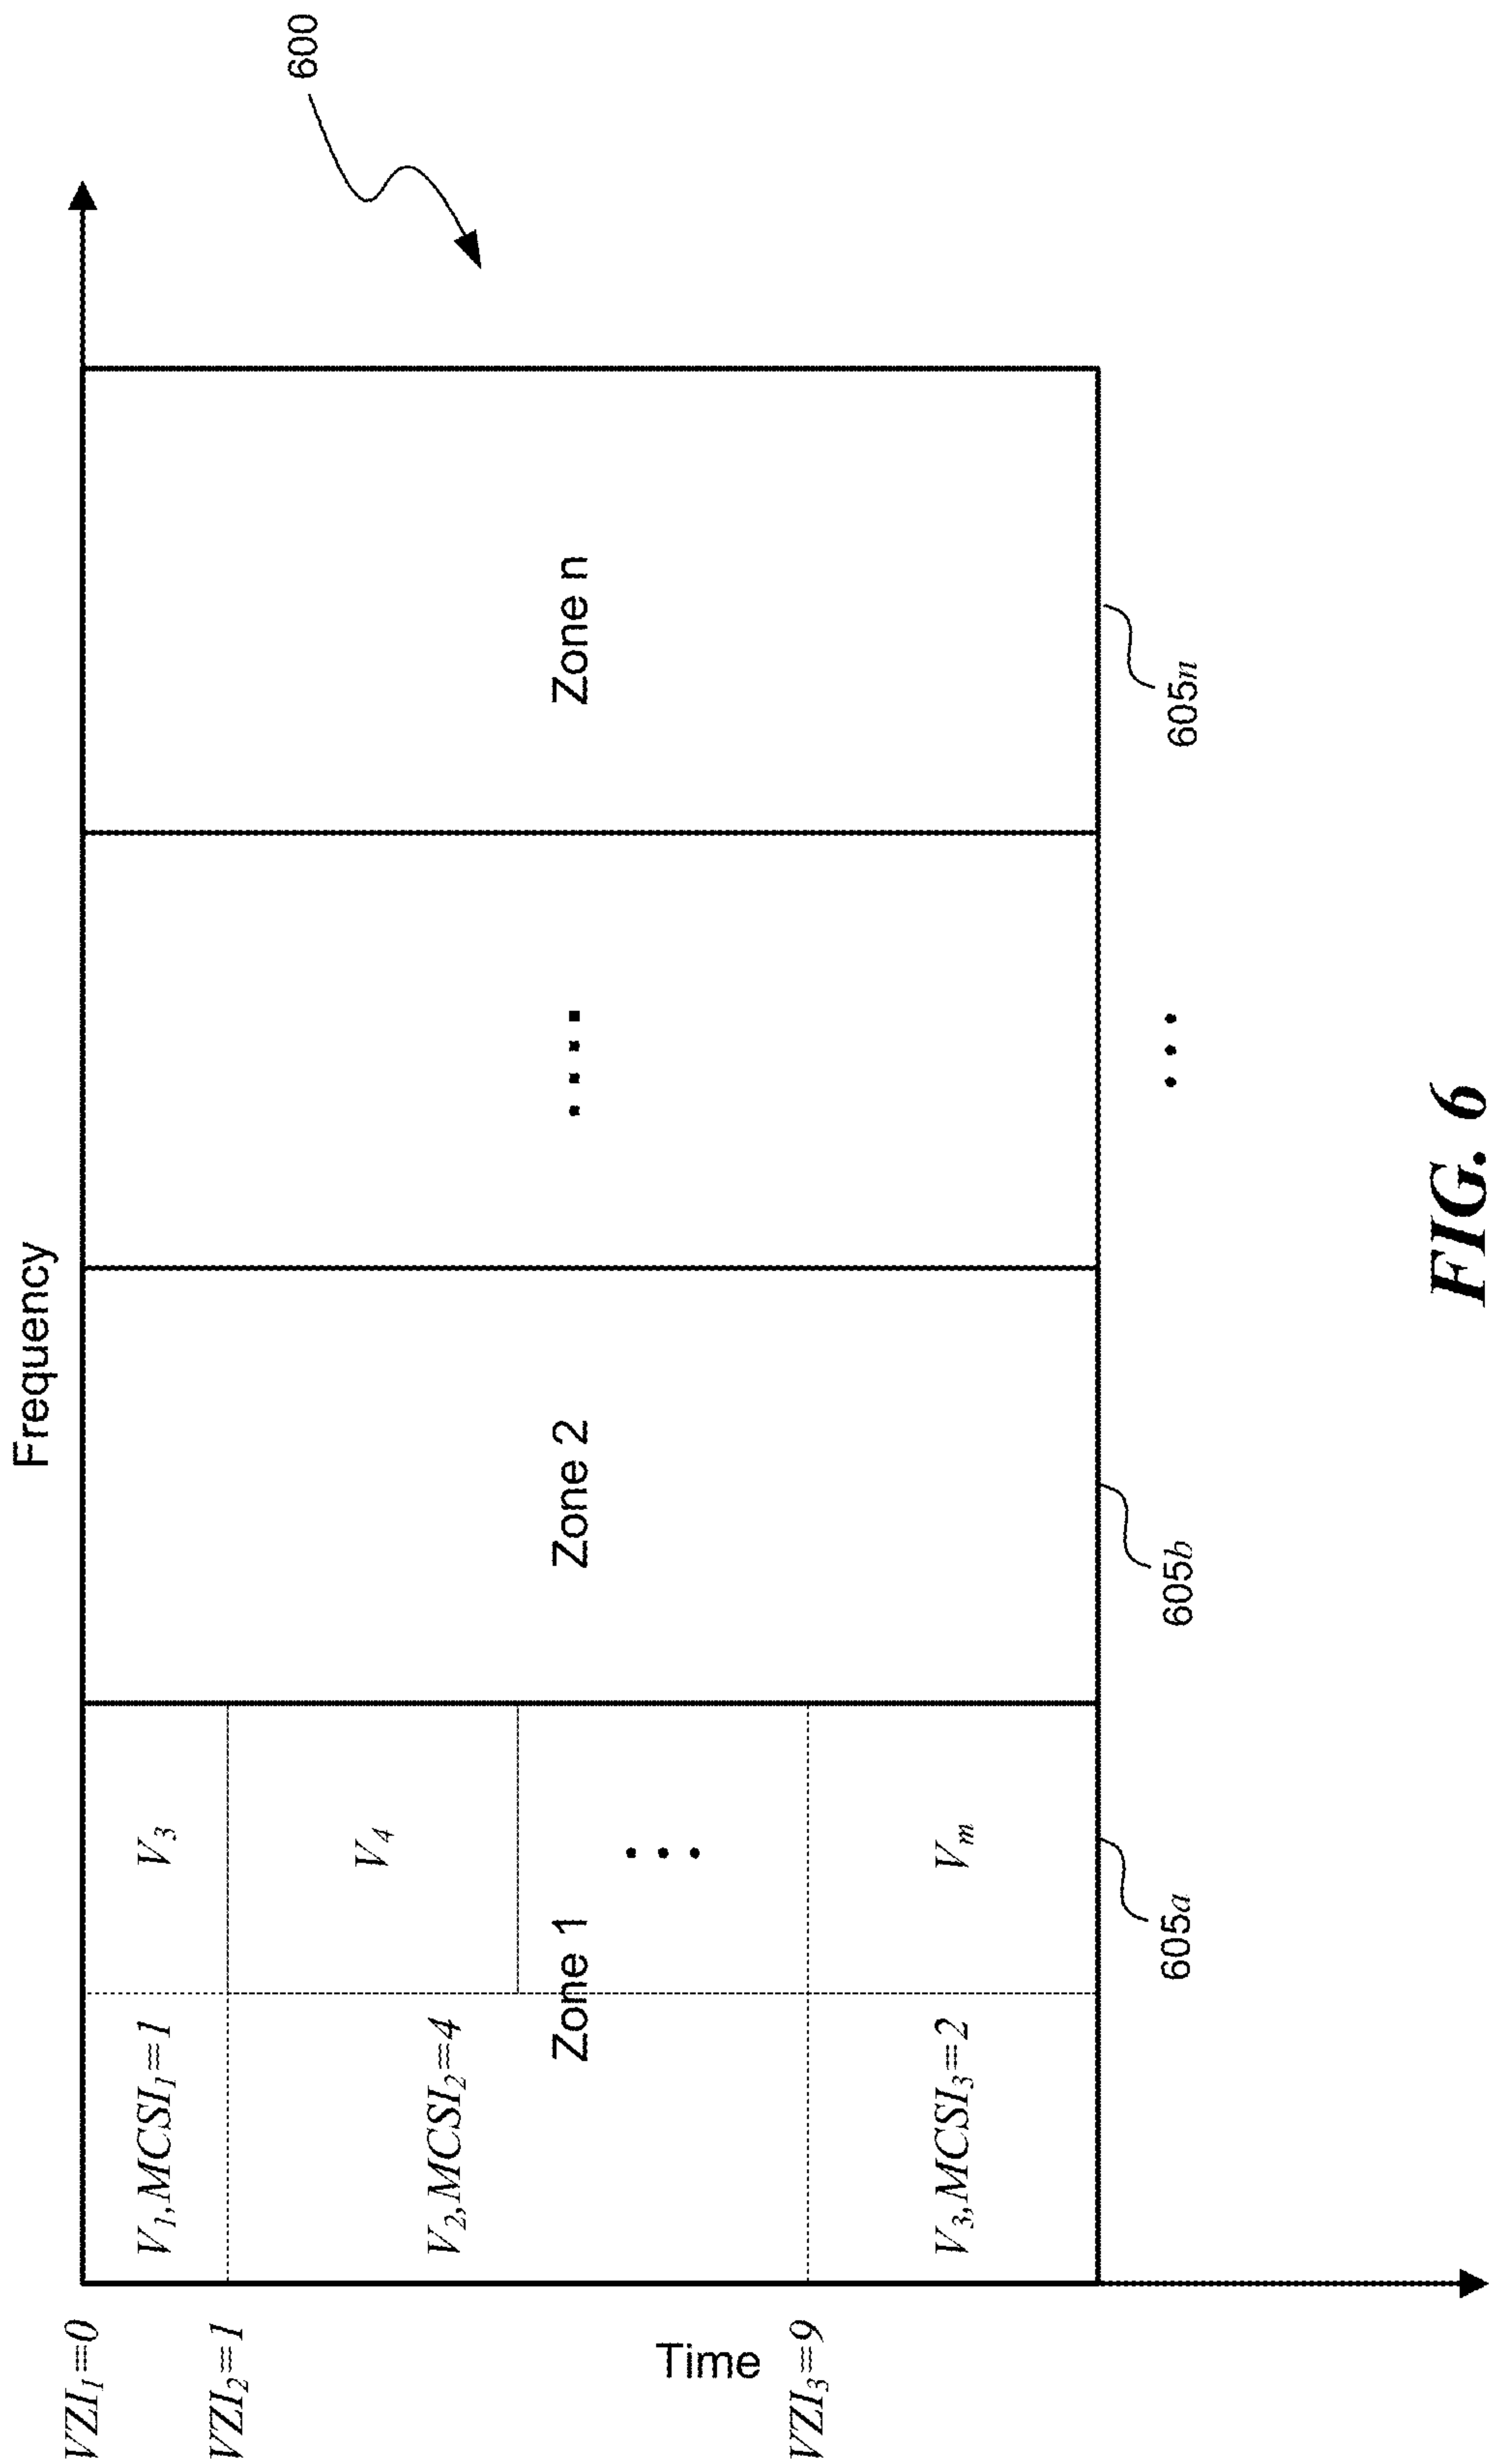 Frequency
600
VZI₁=0
VZI₂=1
Time
VZI₃=9
V₁,MCSI₁=1
V₃
V₂,MCSI₂=4
V₄
Zone 1
Zone 2
....
Zone n
...
V₃,MCSI₃=2
Vₘ
605a
605b
...
605n
FIG. 6